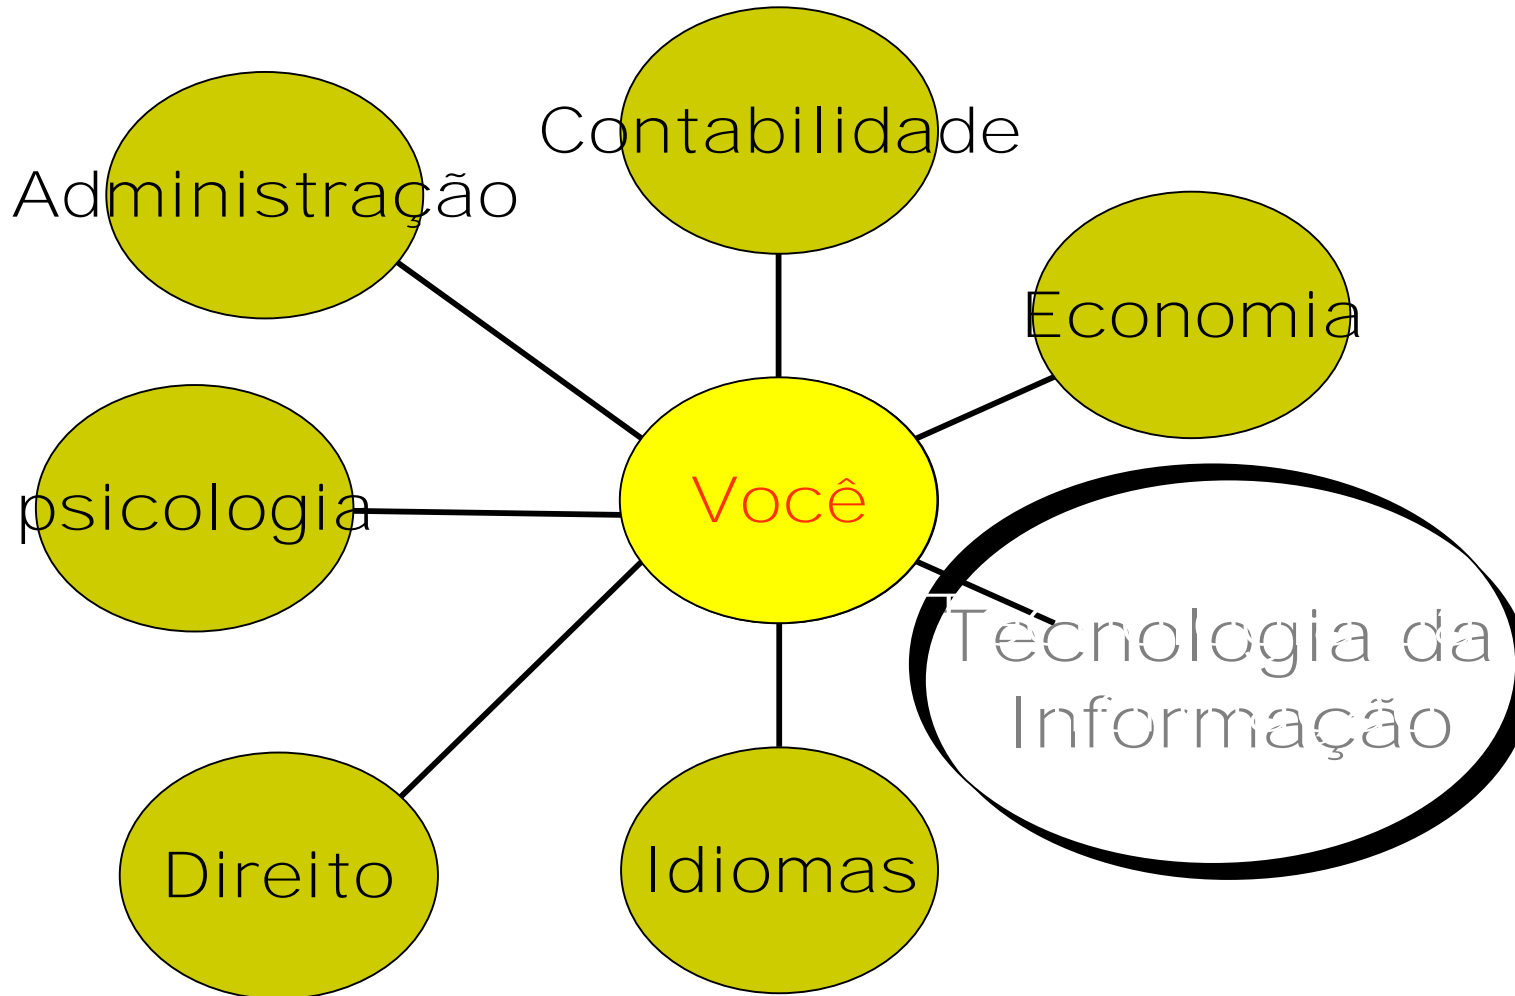 Contabilidade
Administração
Economia
Você
psicologia
Tecnologia da
Informação
Idiomas
Direito